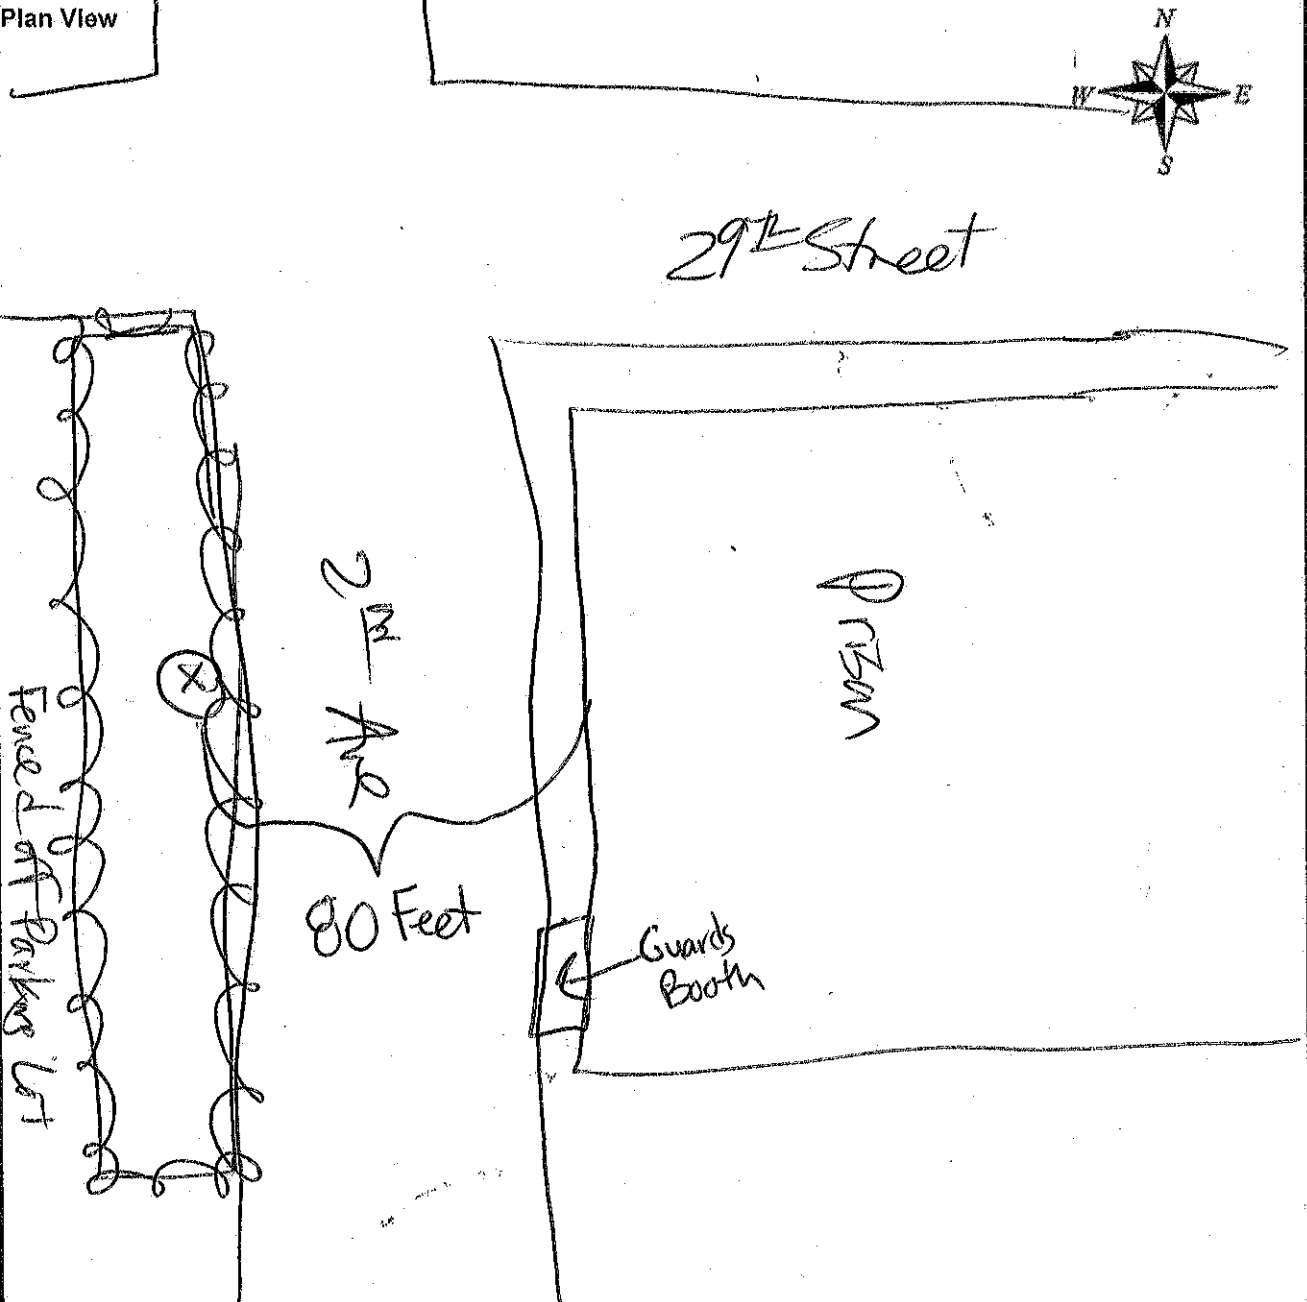 Plan View
N
W
E
S
29th Street
2nd Ave
Prison
X
Fenced off Parking Lot
80 Feet
Guards
Booth